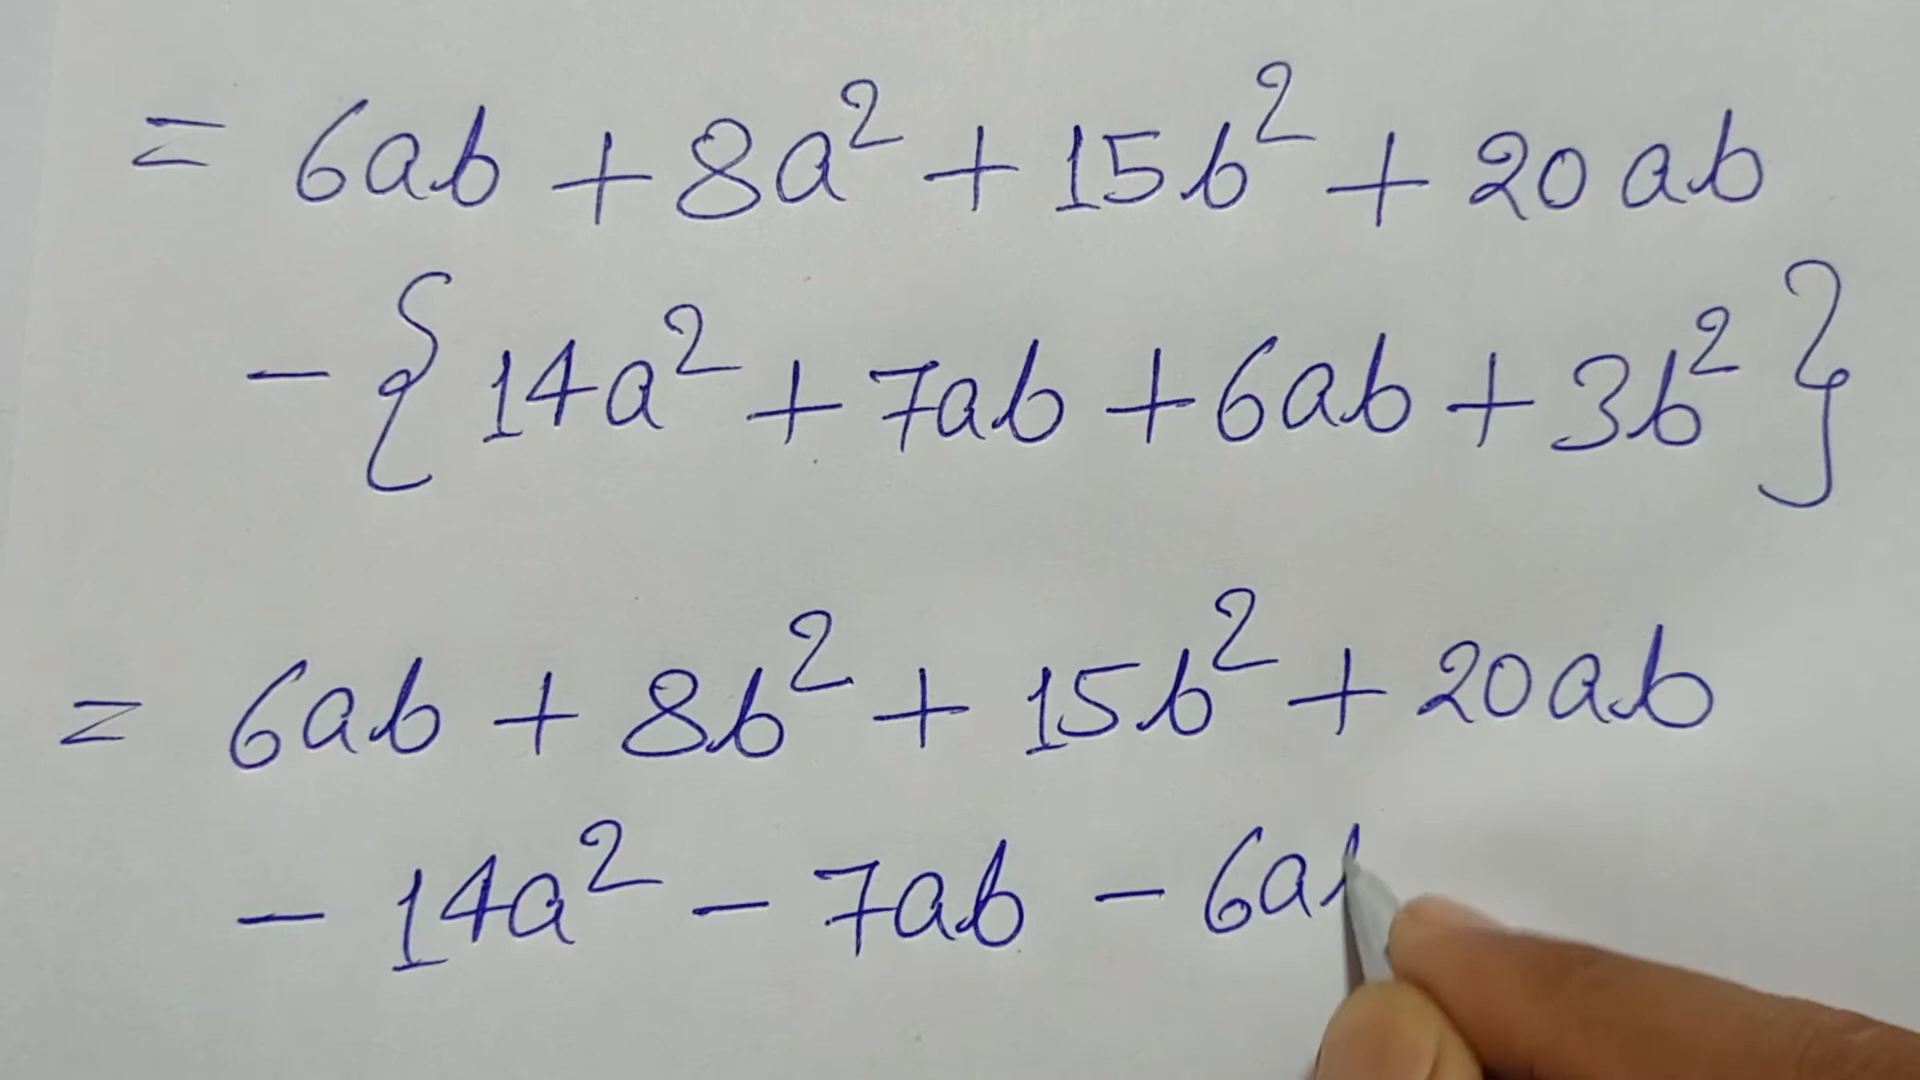 = 6ab + 8a² + 15b² + 20ab
- {14a² + 7ab + 6ab + 3b²}
= 6ab + 8b² + 15b² + 20ab
- 14a² - 7ab - 6a